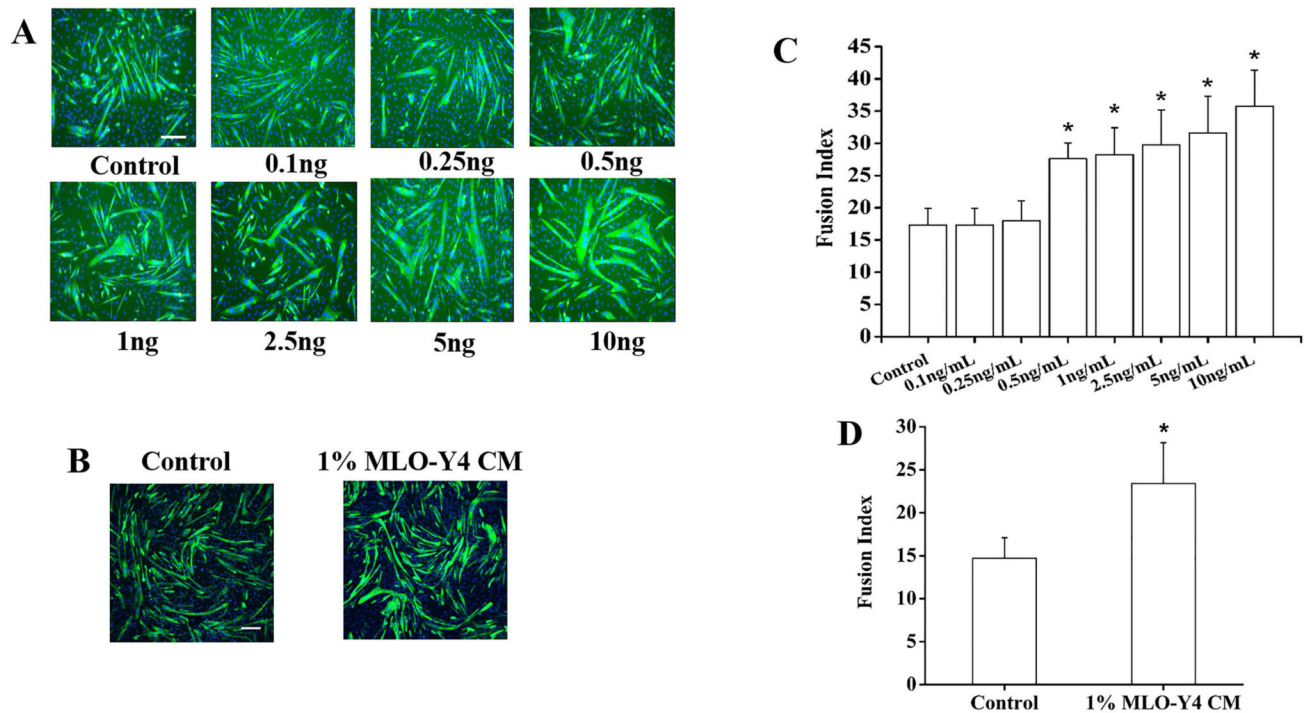 A
Control
0.1ng
0.25ng
0.5ng
1ng
2.5ng
5ng
10ng
B
Control
1% MLO-Y4 CM
C
Fusion Index
45
40
35
30
25
20
15
10
5
0
*
*
*
*
*
Control
0.1ng/mL
0.25ng/mL
0.5ng/mL
1ng/mL
2.5ng/mL
5ng/mL
10ng/mL
D
Fusion Index
30
25
20
15
10
5
0
*
Control
1% MLO-Y4 CM